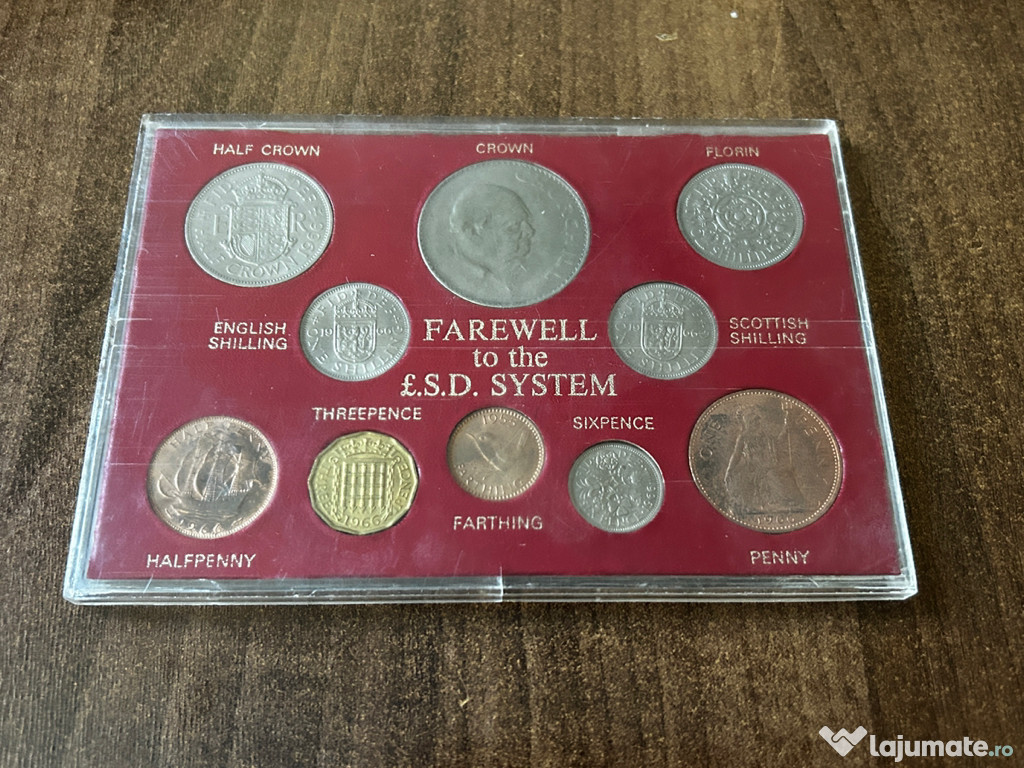 HALF CROWN
CROWN
FLORIN
ENGLISH
SHILLING
FAREWELL
to the
£.S.D. SYSTEM
SCOTTISH
SHILLING
THREEPENCE
SIXPENCE
HALFPENNY
1966
FARTHING
PENNY
lajumate.ro